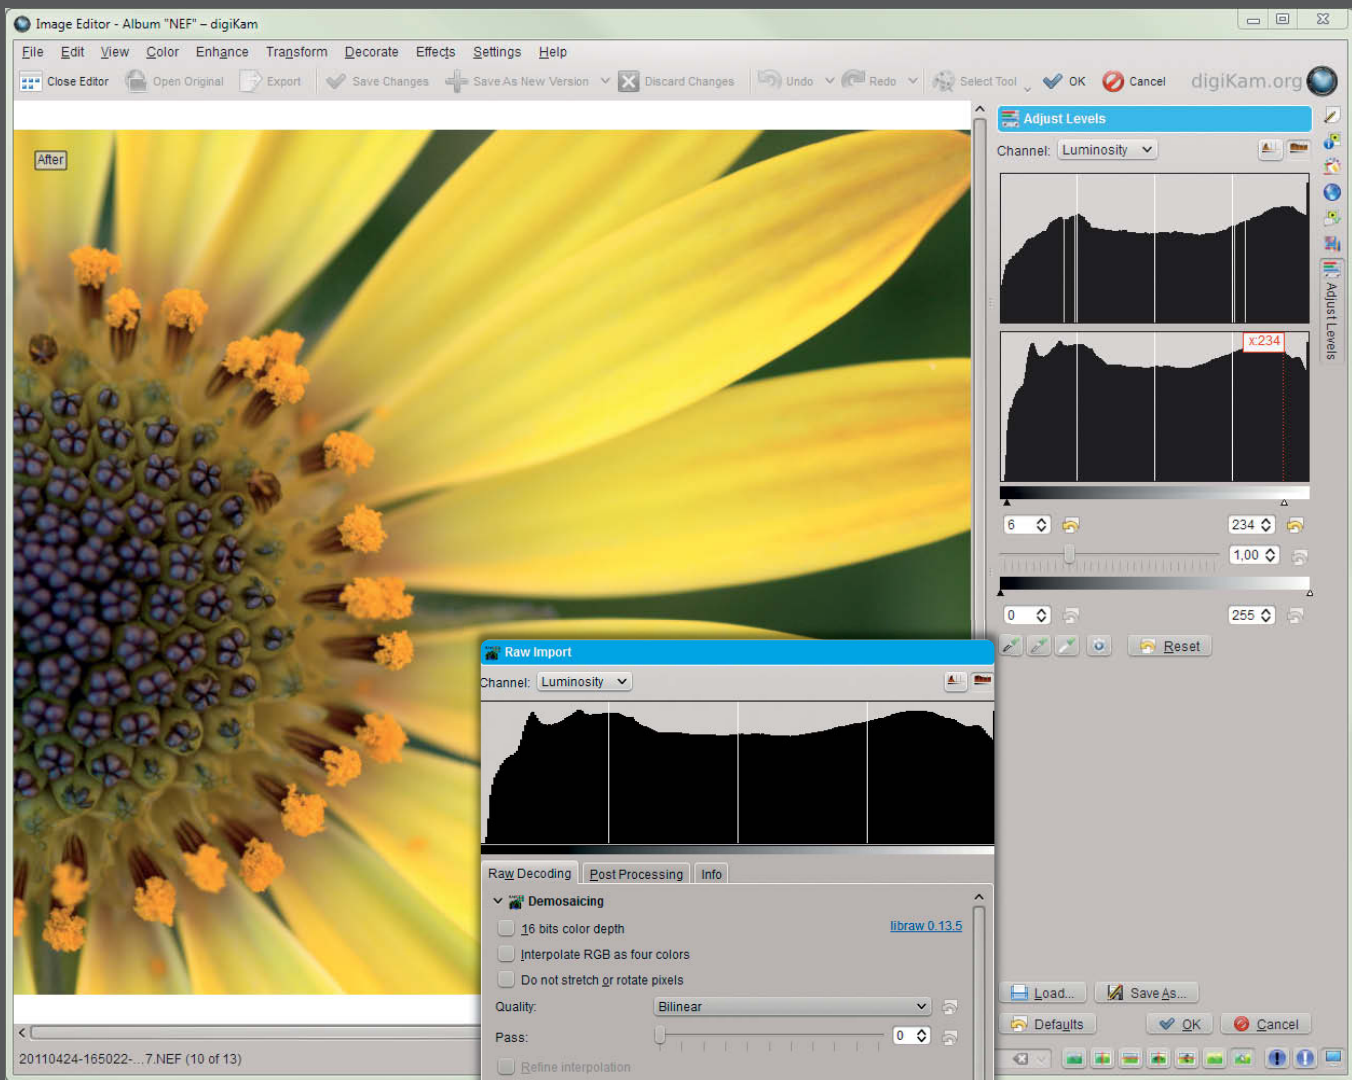 Image Editor - Album "NEF" – digiKam
File Edit View Color Enhance Transform Decorate Effects Settings Help
Close Editor Open Original Export Save Changes Save As New Version Discard Changes Undo Redo Select Tool OK Cancel digiKam.org
After
Adjust Levels
Channel: Luminosity
x:234
Adjust Levels
6 234
1,00
0 255
Reset
Raw Import
Channel: Luminosity
Raw Decoding Post Processing Info
Demosaicing
16 bits color depth libraw 0.13.5
Interpolate RGB as four colors
Do not stretch or rotate pixels
Quality: Bilinear
Pass: 0
Refine interpolation
Load... Save As...
Defaults OK Cancel
20110424-165022-...7.NEF (10 of 13)